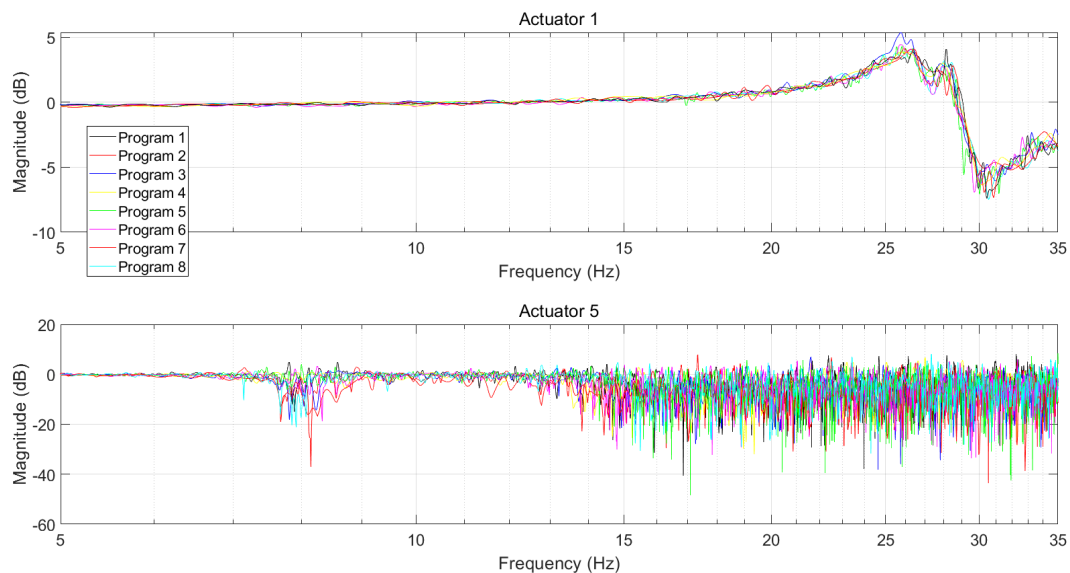 Actuator 1
5
0
-5
-10
Magnitude (dB)
Program 1
Program 2
Program 3
Program 4
Program 5
Program 6
Program 7
Program 8
5 10 15 20 25 30 35
Frequency (Hz)
Actuator 5
20
0
-20
-40
-60
Magnitude (dB)
5 10 15 20 25 30 35
Frequency (Hz)